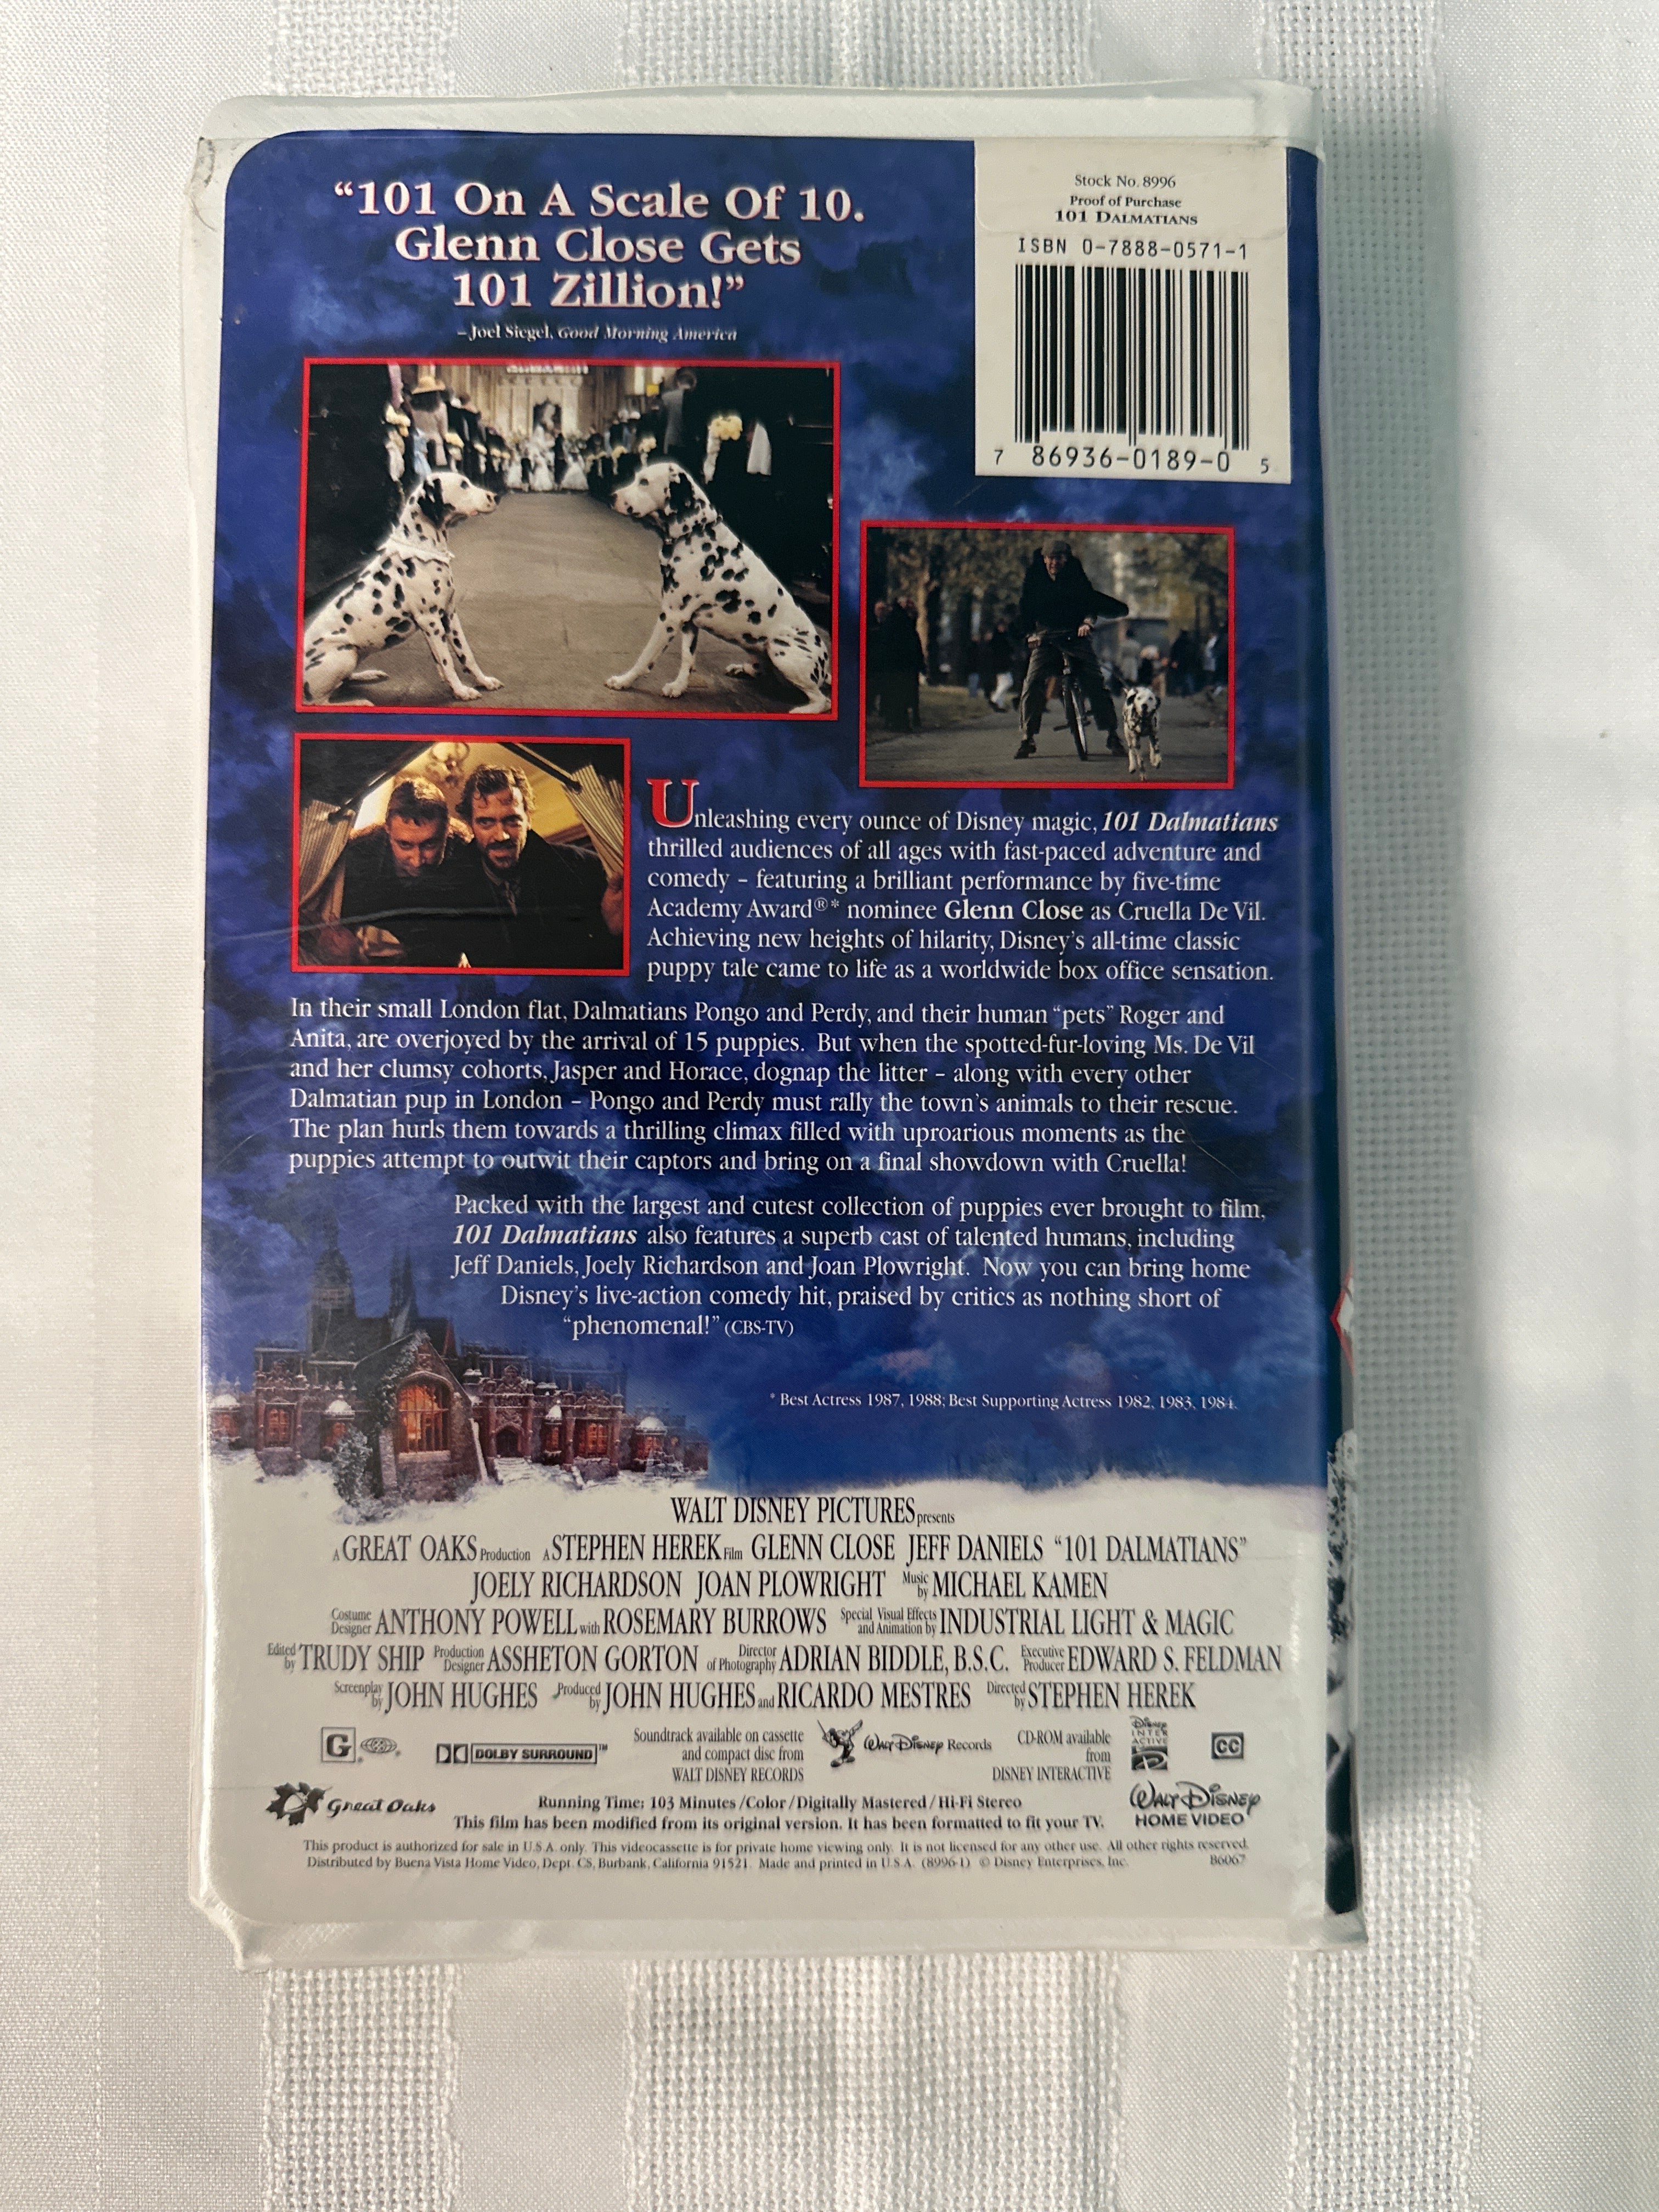 “101 On A Scale Of 10.
Glenn Close Gets
101 Zillion!”
–Joel Siegel, Good Morning America
Stock No. 8996
Proof of Purchase
101 DALMATIANS
ISBN 0-7888-0571-1
7 86936-0189-0 5
Unleashing every ounce of Disney magic, 101 Dalmatians
thrilled audiences of all ages with fast-paced adventure and
comedy – featuring a brilliant performance by five-time
Academy Award®* nominee Glenn Close as Cruella De Vil.
Achieving new heights of hilarity, Disney's all-time classic
puppy tale came to life as a worldwide box office sensation.
In their small London flat, Dalmatians Pongo and Perdy, and their human “pets” Roger and
Anita, are overjoyed by the arrival of 15 puppies. But when the spotted-fur-loving Ms. De Vil
and her clumsy cohorts, Jasper and Horace, dognap the litter – along with every other
Dalmatian pup in London – Pongo and Perdy must rally the town's animals to their rescue.
The plan hurls them towards a thrilling climax filled with uproarious moments as the
puppies attempt to outwit their captors and bring on a final showdown with Cruella!
Packed with the largest and cutest collection of puppies ever brought to film,
101 Dalmatians also features a superb cast of talented humans, including
Jeff Daniels, Joely Richardson and Joan Plowright. Now you can bring home
Disney's live-action comedy hit, praised by critics as nothing short of
“phenomenal!” (CBS-TV)
* Best Actress 1987, 1988; Best Supporting Actress 1982, 1983, 1984.
WALT DISNEY PICTURES presents
A GREAT OAKS Production A STEPHEN HEREK Film GLENN CLOSE JEFF DANIELS “101 DALMATIANS”
JOELY RICHARDSON JOAN PLOWRIGHT Music by MICHAEL KAMEN
Costume Designer ANTHONY POWELL with ROSEMARY BURROWS Special Visual Effects and Animation by INDUSTRIAL LIGHT & MAGIC
Edited by TRUDY SHIP Production Designer ASSHETON GORTON Director of Photography ADRIAN BIDDLE, B.S.C. Executive Producer EDWARD S. FELDMAN
Screenplay by JOHN HUGHES Produced by JOHN HUGHES and RICARDO MESTRES Directed by STEPHEN HEREK
G ® DOLBY SURROUND™
Soundtrack available on cassette
and compact disc from
WALT DISNEY RECORDS
Walt Disney Records
CD-ROM available
from
DISNEY INTERACTIVE
Disney INTERACTIVE
CC
Great Oaks
Running Time: 103 Minutes / Color / Digitally Mastered / Hi-Fi Stereo
This film has been modified from its original version. It has been formatted to fit your TV.
Walt Disney
HOME VIDEO
This product is authorized for sale in U.S.A. only. This videocassette is for private home viewing only. It is not licensed for any other use. All other rights reserved.
Distributed by Buena Vista Home Video, Dept. CS, Burbank, California 91521. Made and printed in U.S.A. (8996-1) © Disney Enterprises, Inc. B6067